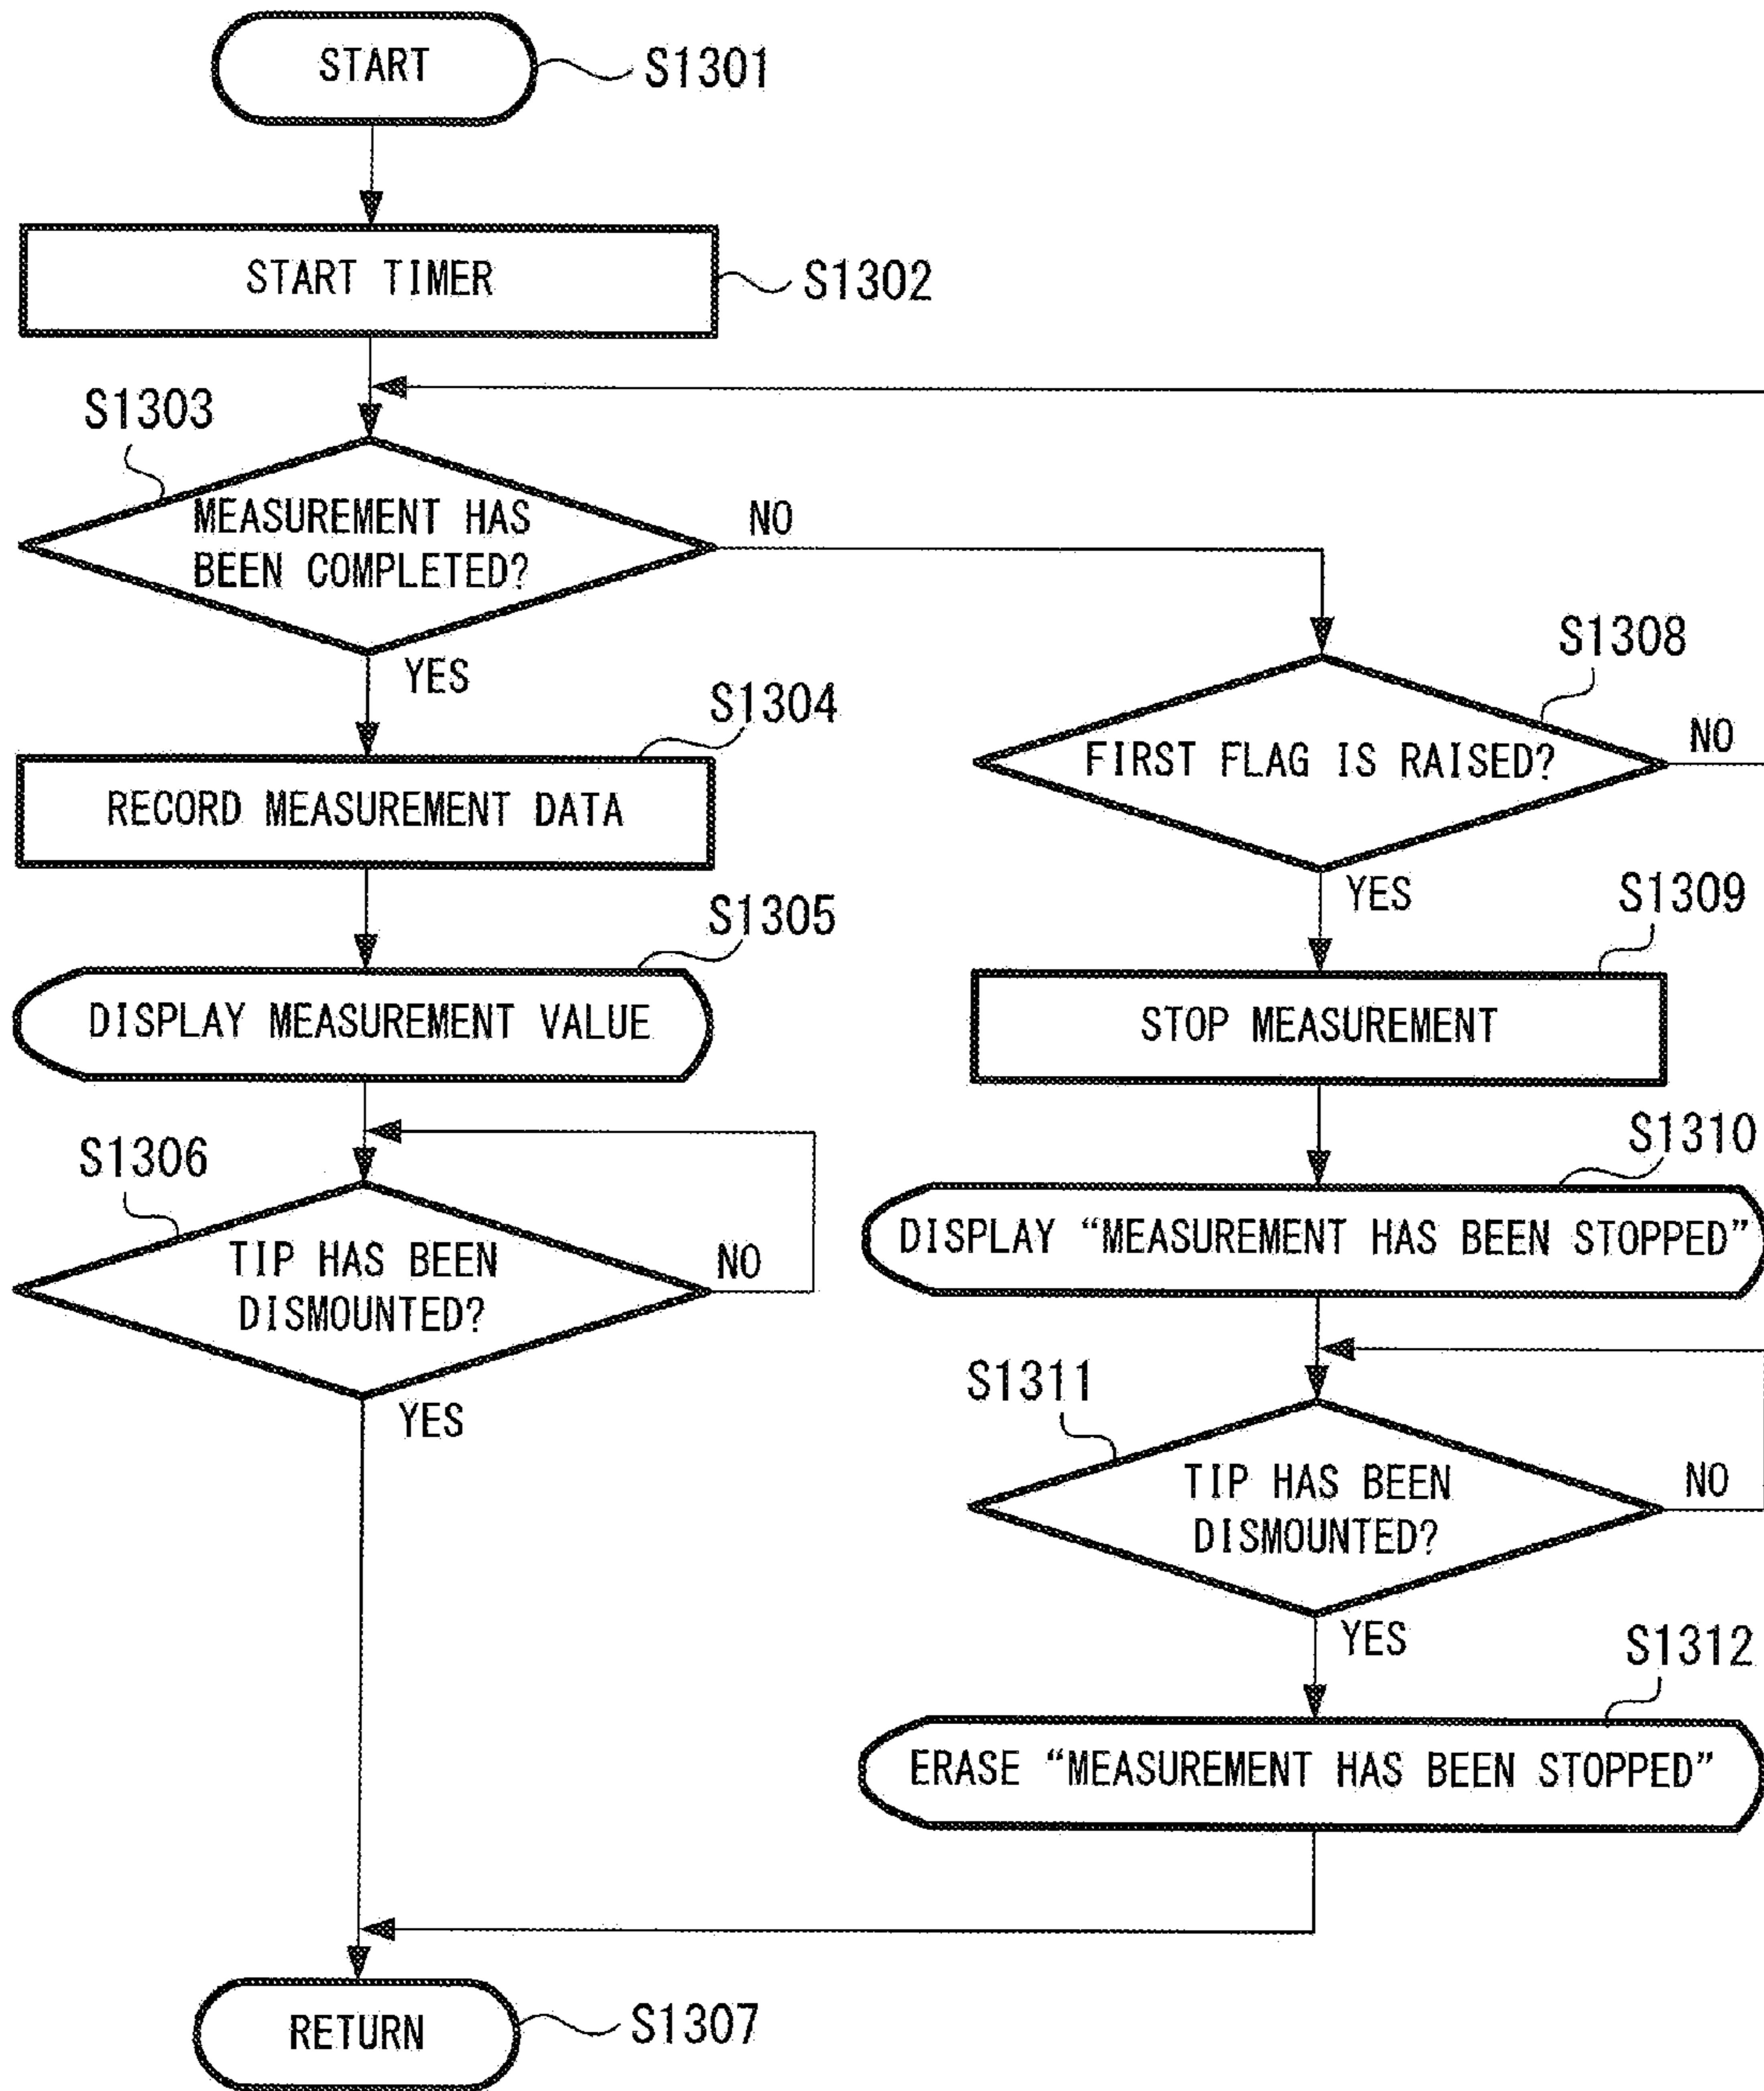 START
S1301
START TIMER
S1302
S1303
MEASUREMENT HAS
BEEN COMPLETED?
NO
YES
S1304
RECORD MEASUREMENT DATA
S1305
DISPLAY MEASUREMENT VALUE
S1306
TIP HAS BEEN
DISMOUNTED?
NO
YES
S1308
FIRST FLAG IS RAISED?
NO
YES
S1309
STOP MEASUREMENT
S1310
DISPLAY “MEASUREMENT HAS BEEN STOPPED”
S1311
TIP HAS BEEN
DISMOUNTED?
NO
YES
S1312
ERASE “MEASUREMENT HAS BEEN STOPPED”
RETURN
S1307